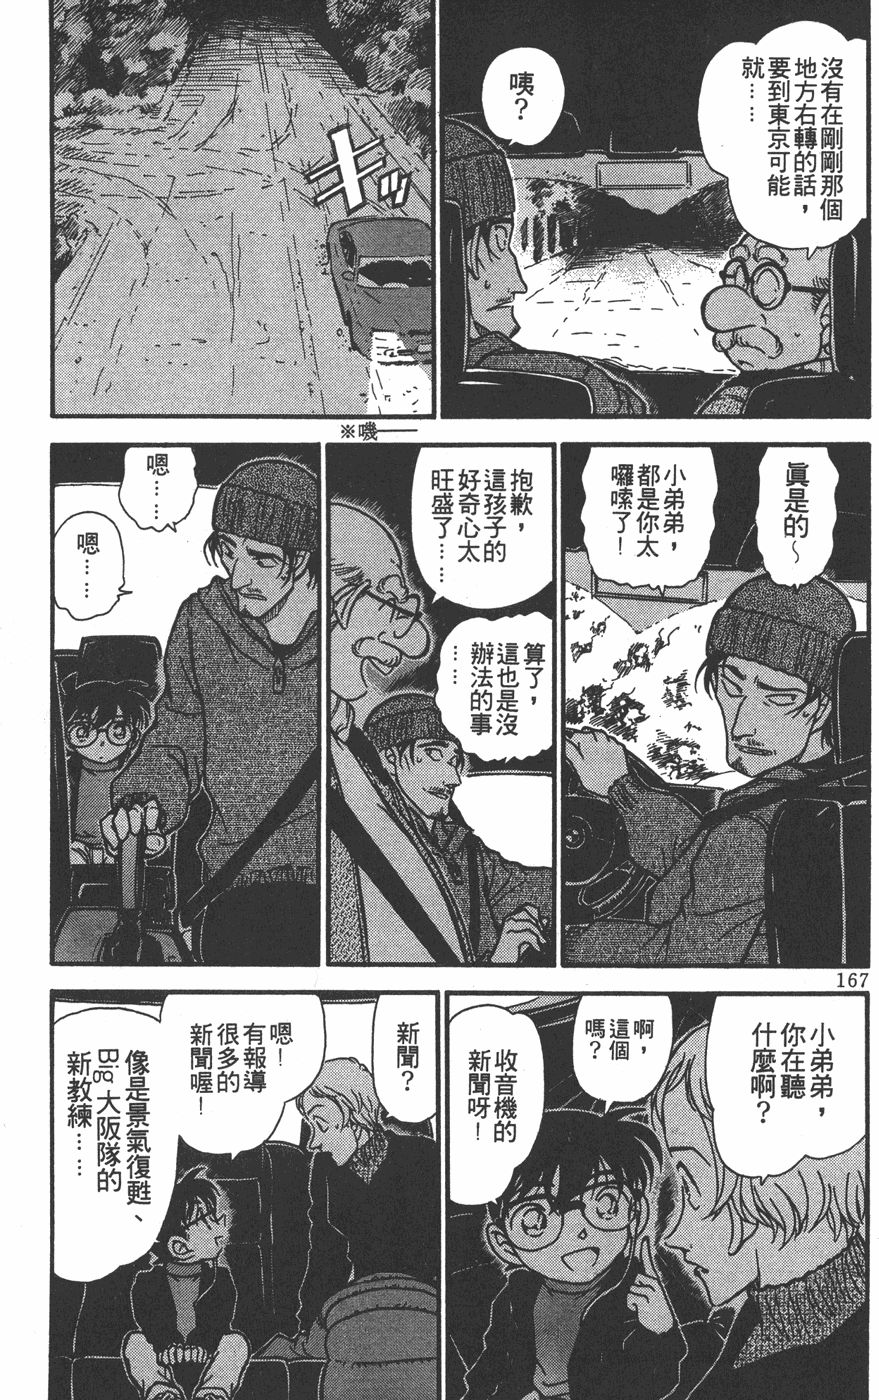 沒有在剛剛那個
地方右轉的話，
要到東京可能
就……
咦？
キキッ
※嘰——
真是的～
小弟弟，
都是你太
囉嗦了！
抱歉，
這孩子的
好奇心太
旺盛了……
算了，
這也是沒
辦法的事
……
嗯……
嗯……
167
小弟弟，
你在聽
什麼啊？
啊，
這個
嗎？
收音機的
新聞呀！
新聞？
嗯！
有報導
很多的
新聞喔！
像是景氣復甦、
Big大阪隊的
新教練……